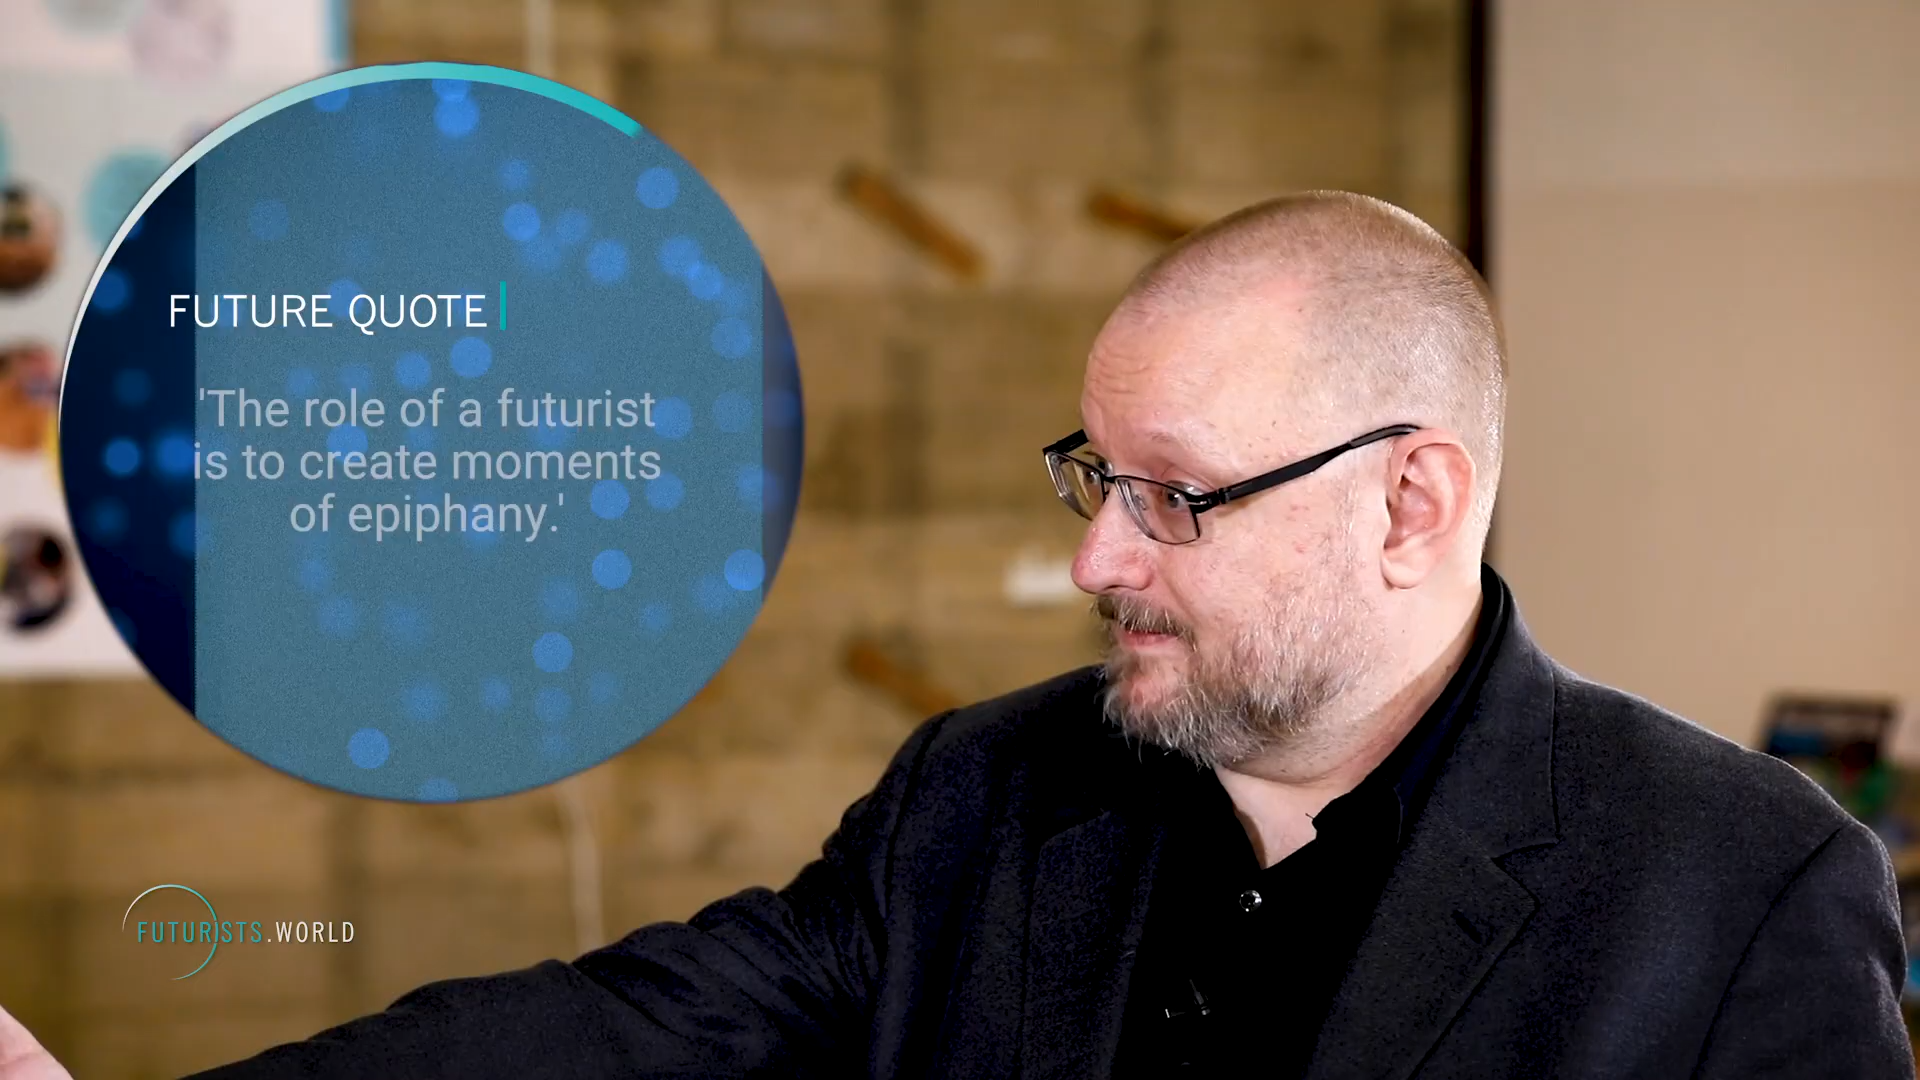 FUTURE QUOTE
'The role of a futurist
is to create moments
of epiphany.'
FUTURISTS.WORLD